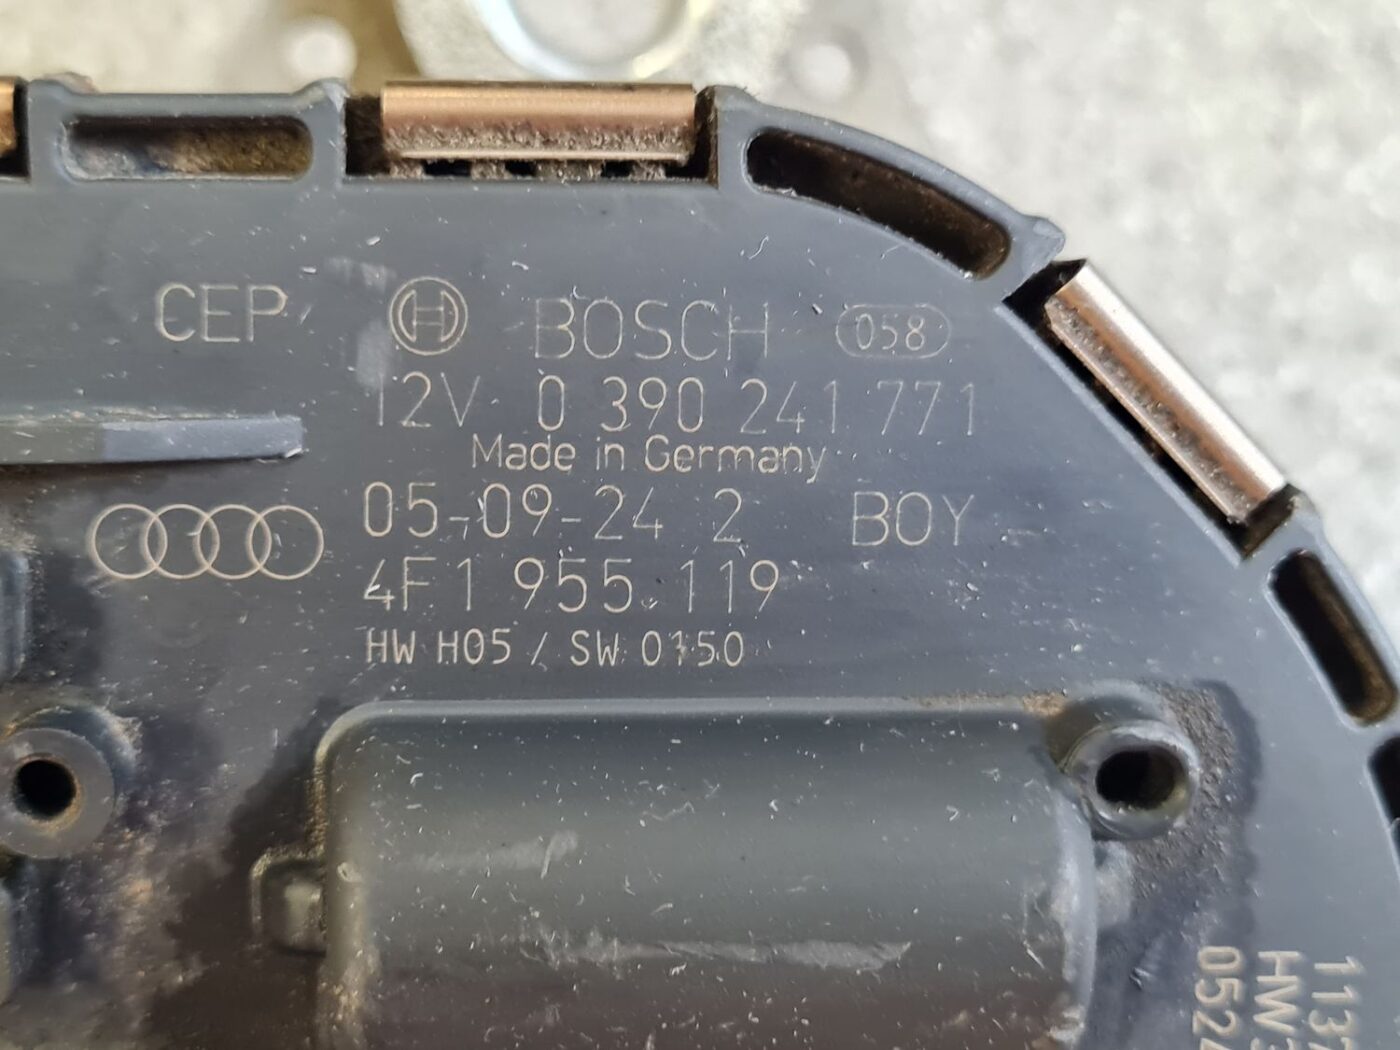 CEP BOSCH 058
12V 0 390 241 771
Made in Germany
05-09-24 2 BOY
4F1 955 119
HW H05 / SW 0150